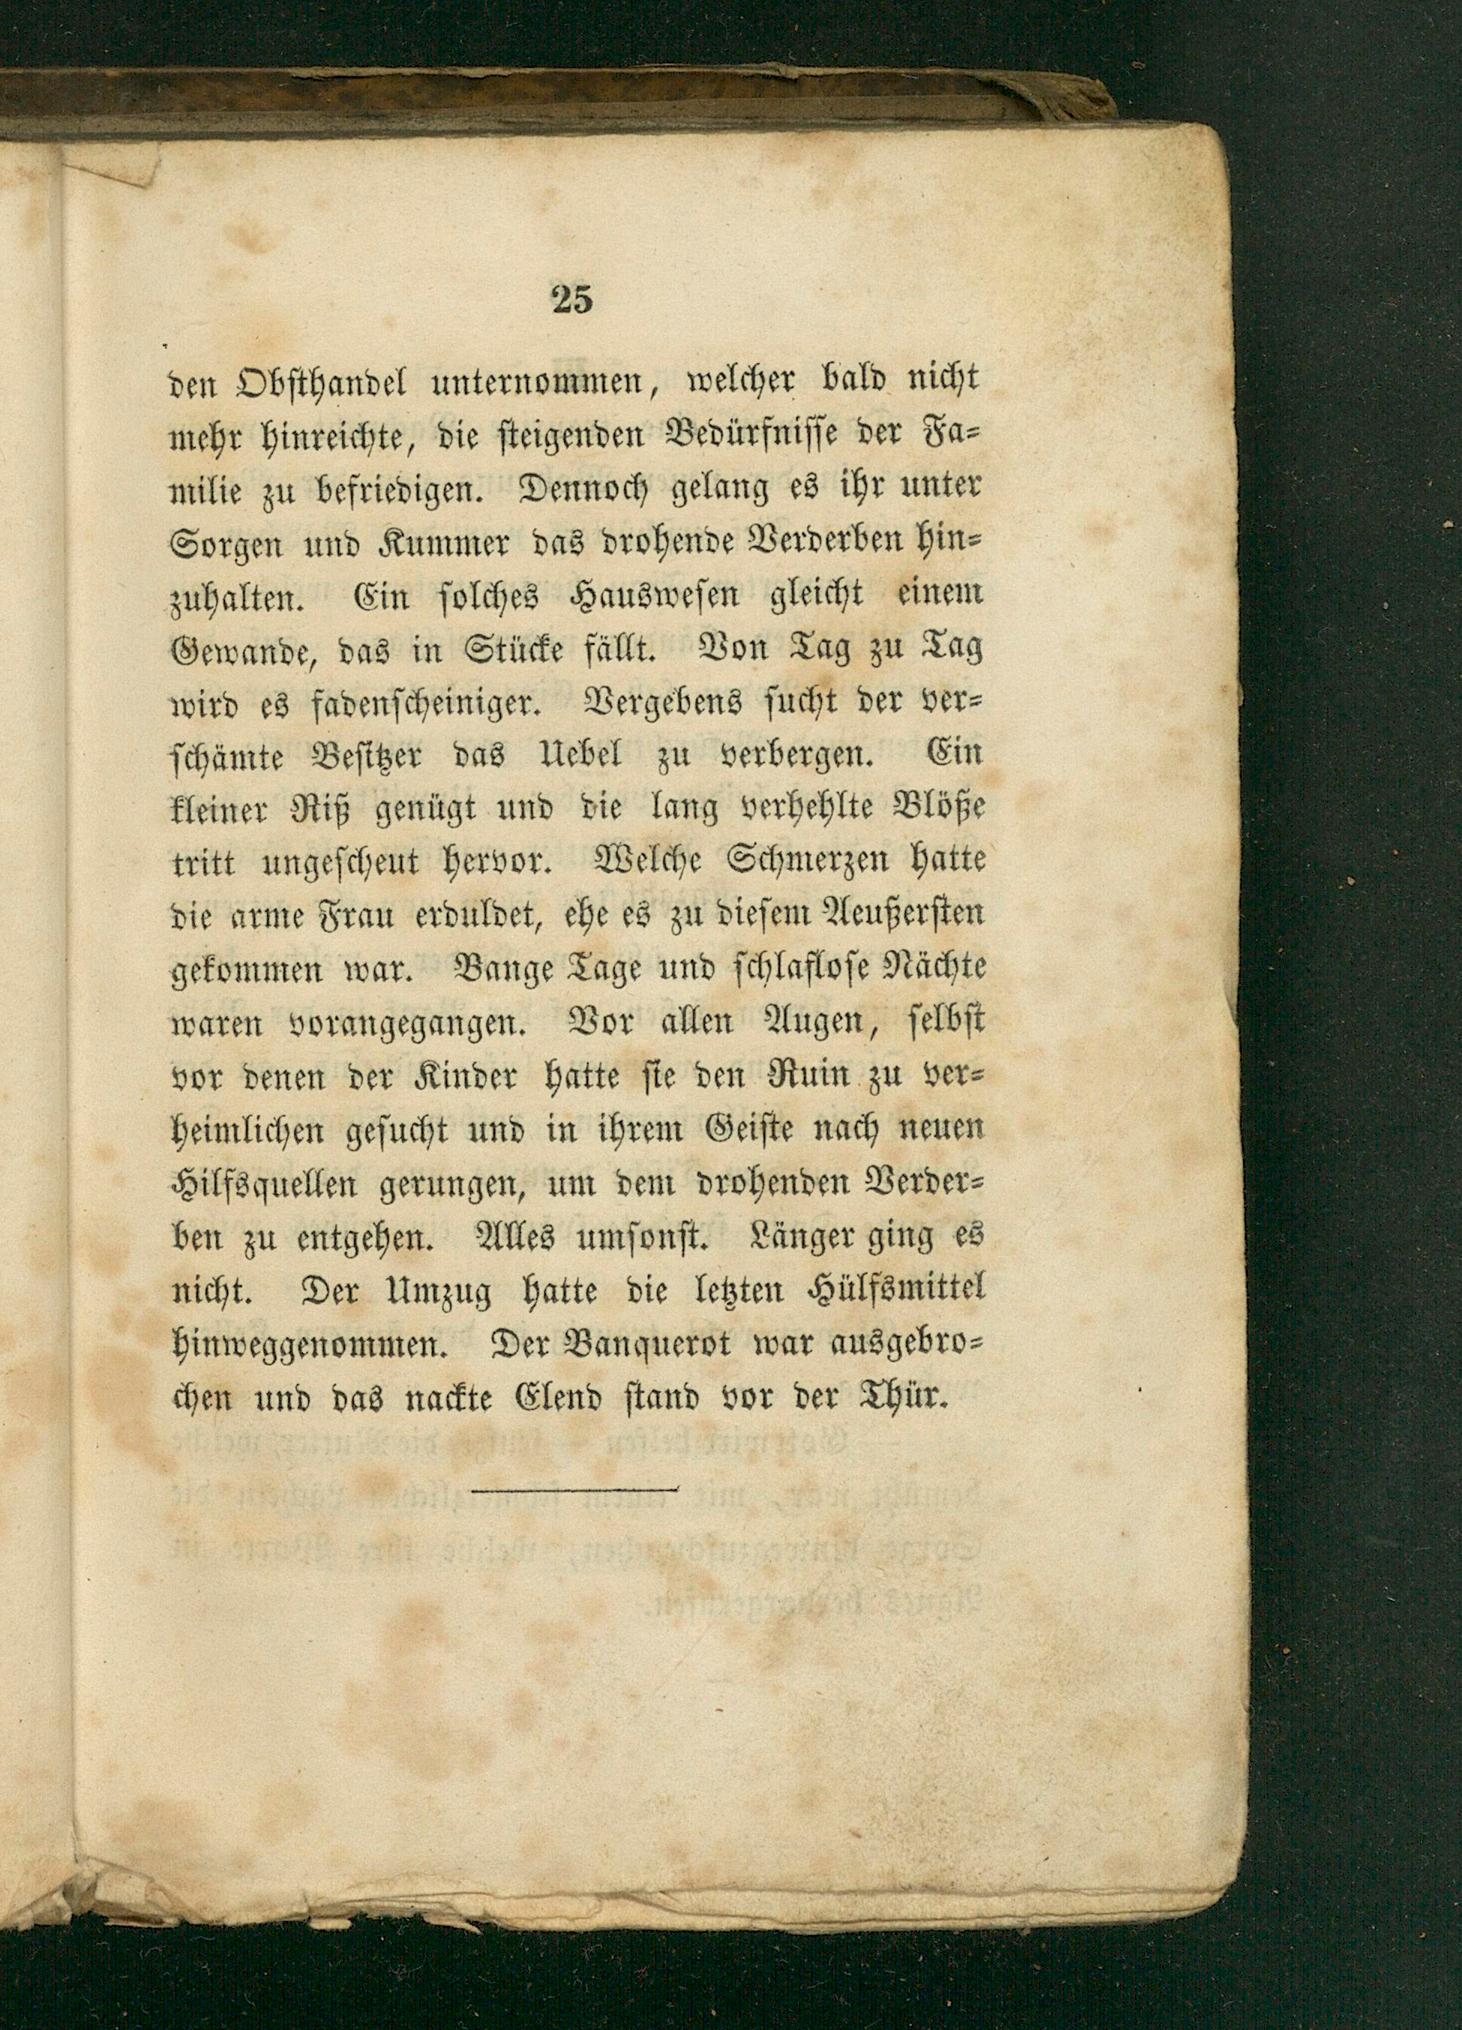 25
den Obsthandel unternommen, welcher bald nicht
mehr hinreichte, die steigenden Bedürfnisse der Fa=
milie zu befriedigen. Dennoch gelang es ihr unter
Sorgen und Kummer das drohende Verderben hin=
zuhalten. Ein solches Hauswesen gleicht einem
Gewande, das in Stücke fällt. Von Tag zu Tag
wird es fadenscheiniger. Vergebens sucht der ver=
schämte Besitzer das Uebel zu verbergen. Ein
kleiner Riß genügt und die lang verhehlte Blöße
tritt ungescheut hervor. Welche Schmerzen hatte
die arme Frau erduldet, ehe es zu diesem Aeußersten
gekommen war. Bange Tage und schlaflose Nächte
waren vorangegangen. Vor allen Augen, selbst
vor denen der Kinder hatte sie den Ruin zu ver=
heimlichen gesucht und in ihrem Geiste nach neuen
Hilfsquellen gerungen, um dem drohenden Verder=
ben zu entgehen. Alles umsonst. Länger ging es
nicht. Der Umzug hatte die letzten Hülfsmittel
hinweggenommen. Der Banquerot war ausgebro=
chen und das nackte Elend stand vor der Thür.